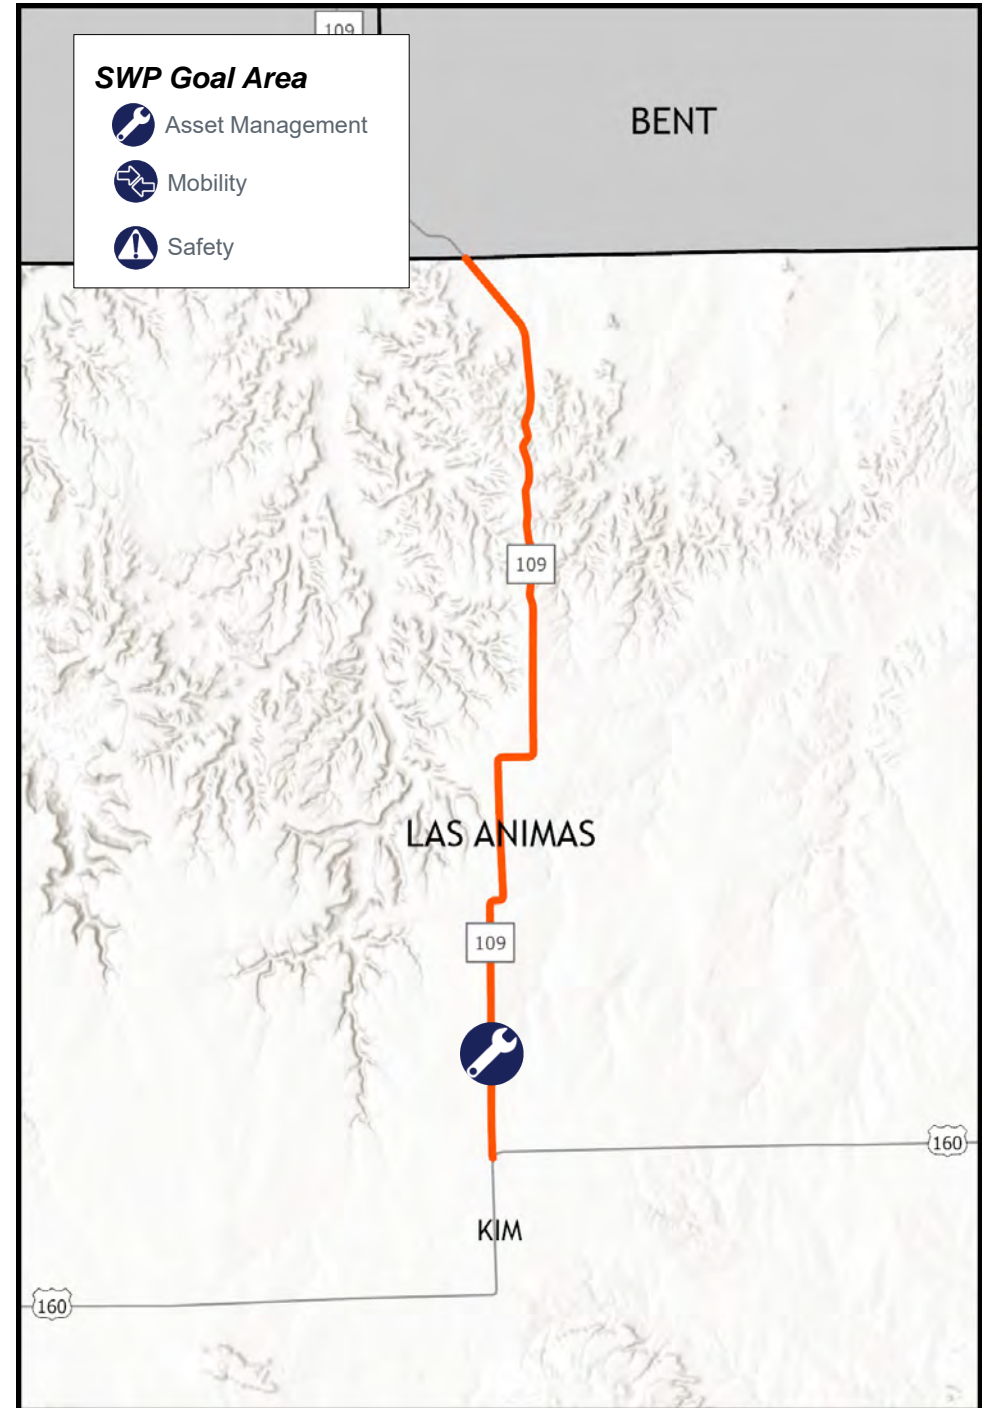 109
SWP Goal Area
Asset Management
BENT
Mobility
Safety
109
LAS ANIMAS
109
160
KIM
160